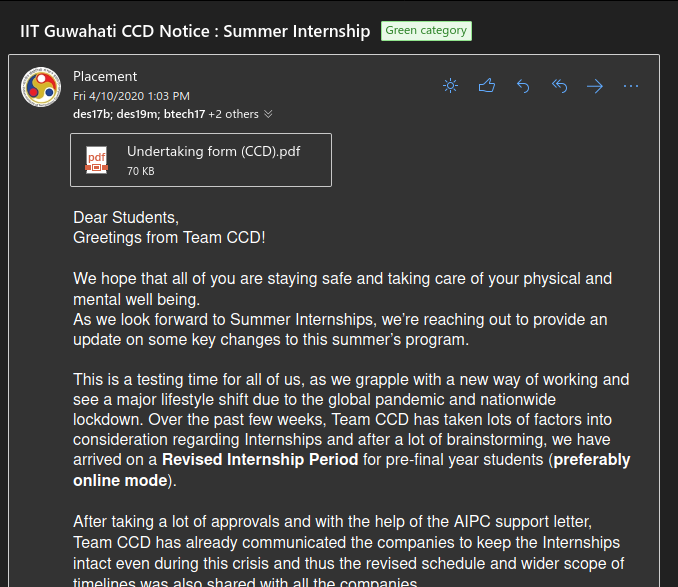 IIT Guwahati CCD Notice : Summer Internship Green category
Placement
Fri 4/10/2020 1:03 PM
des17b; des19m; btech17 +2 others
pdf
Undertaking form (CCD).pdf
70 KB
Dear Students,
Greetings from Team CCD!
We hope that all of you are staying safe and taking care of your physical and
mental well being.
As we look forward to Summer Internships, we’re reaching out to provide an
update on some key changes to this summer’s program.
This is a testing time for all of us, as we grapple with a new way of working and
see a major lifestyle shift due to the global pandemic and nationwide
lockdown. Over the past few weeks, Team CCD has taken lots of factors into
consideration regarding Internships and after a lot of brainstorming, we have
arrived on a Revised Internship Period for pre-final year students (preferably
online mode).
After taking a lot of approvals and with the help of the AIPC support letter,
Team CCD has already communicated the companies to keep the Internships
intact even during this crisis and thus the revised schedule and wider scope of
timelines was also shared with all the companies.